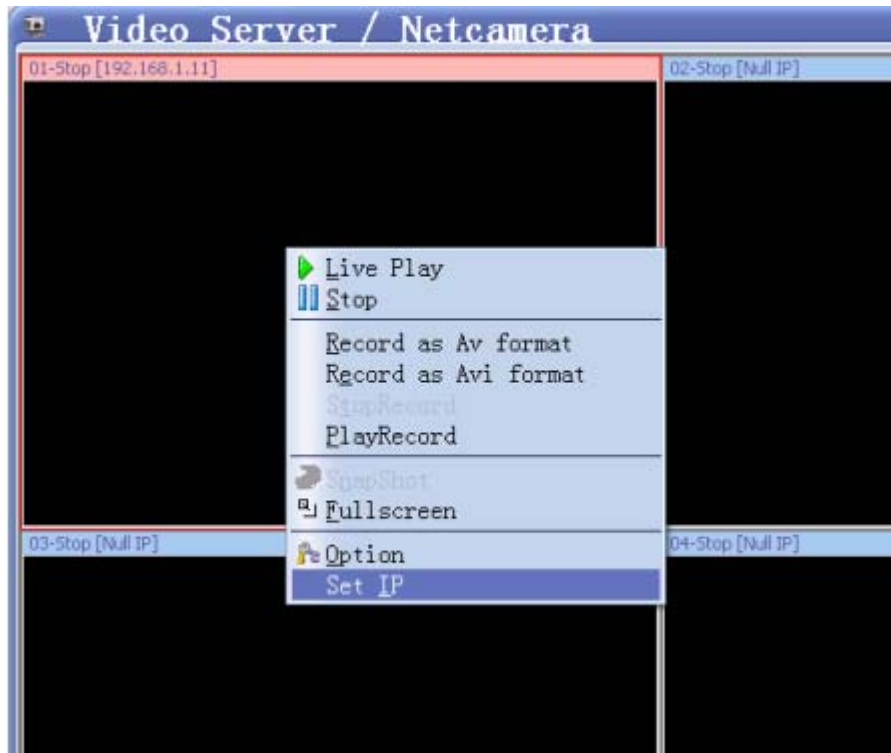 Video Server / Netcamera
01-Stop [192.168.1.11]
02-Stop [Null IP]
Live Play
Stop
Record as Av format
Record as Avi format
StopRecord
PlayRecord
SnapShot
Fullscreen
03-Stop [Null IP]
04-Stop [Null IP]
Option
Set IP